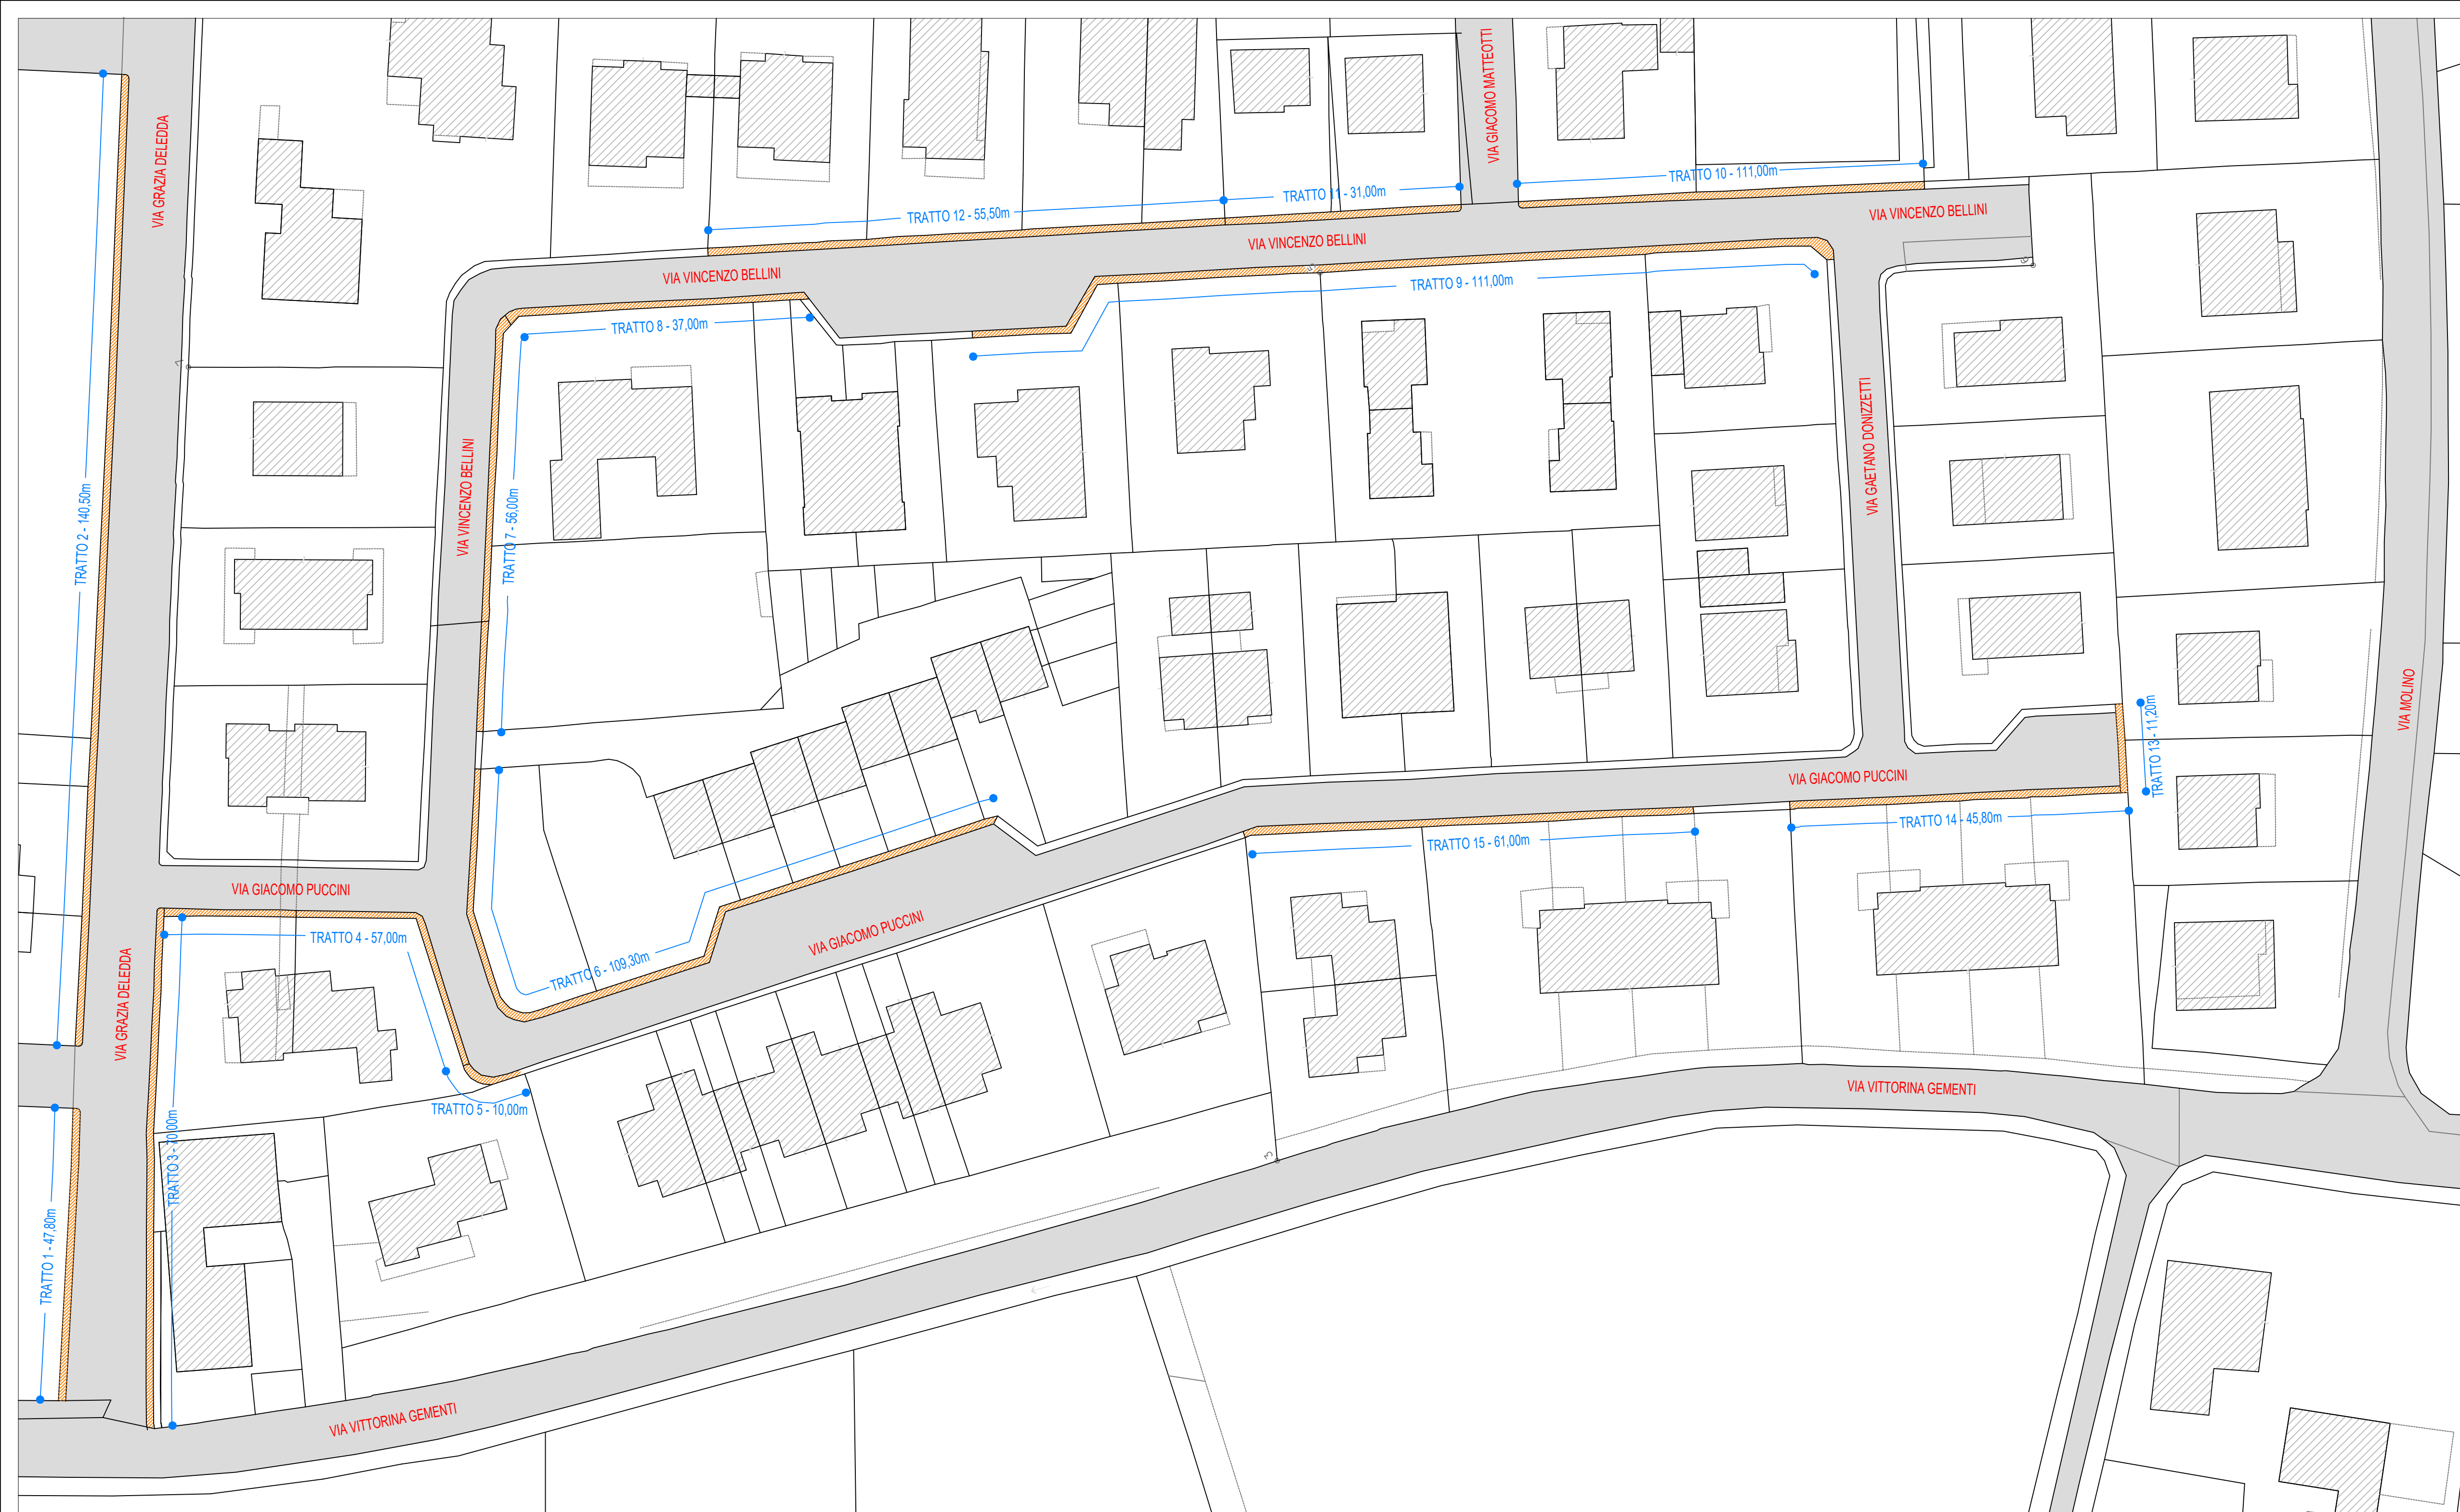 VIA GIACOMO MATTEOTTI
VIA GRAZIA DELEDDA
TRATTO 10 - 111,00m
TRATTO 11 - 31,00m
TRATTO 12 - 55,50m
VIA VINCENZO BELLINI
VIA VINCENZO BELLINI
VIA VINCENZO BELLINI
5
6
TRATTO 9 - 111,00m
TRATTO 8 - 37,00m
VIA GAETANO DONIZZETTI
VIA VINCENZO BELLINI
TRATTO 7 - 56,00m
TRATTO 2 - 140,50m
VIA MOLINO
TRATTO 13 - 11,20m
VIA GIACOMO PUCCINI
TRATTO 14 - 45,80m
TRATTO 15 - 61,00m
VIA GIACOMO PUCCINI
VIA GIACOMO PUCCINI
TRATTO 4 - 57,00m
TRATTO 6 - 109,30m
VIA GRAZIA DELEDDA
TRATTO 5 - 10,00m
VIA VITTORINA GEMENTI
TRATTO 3 - 70,00m
3
TRATTO 1 - 47,80m
VIA VITTORINA GEMENTI